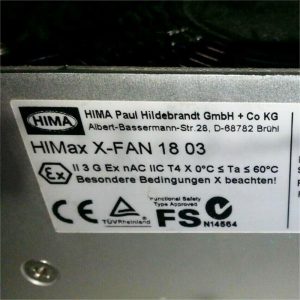 HIMA
HIMA Paul Hildebrandt GmbH + Co KG
Albert-Bassermann-Str.28, D-68782 Brühl
HIMax X-FAN 18 03
Ex II 3 G Ex nAC IIC T4 X 0°C ≤ Ta ≤ 60°C
Besondere Bedingungen X beachten!
CE
TÜVRheinland
Functional Safety
Type Approved
FS
N14564